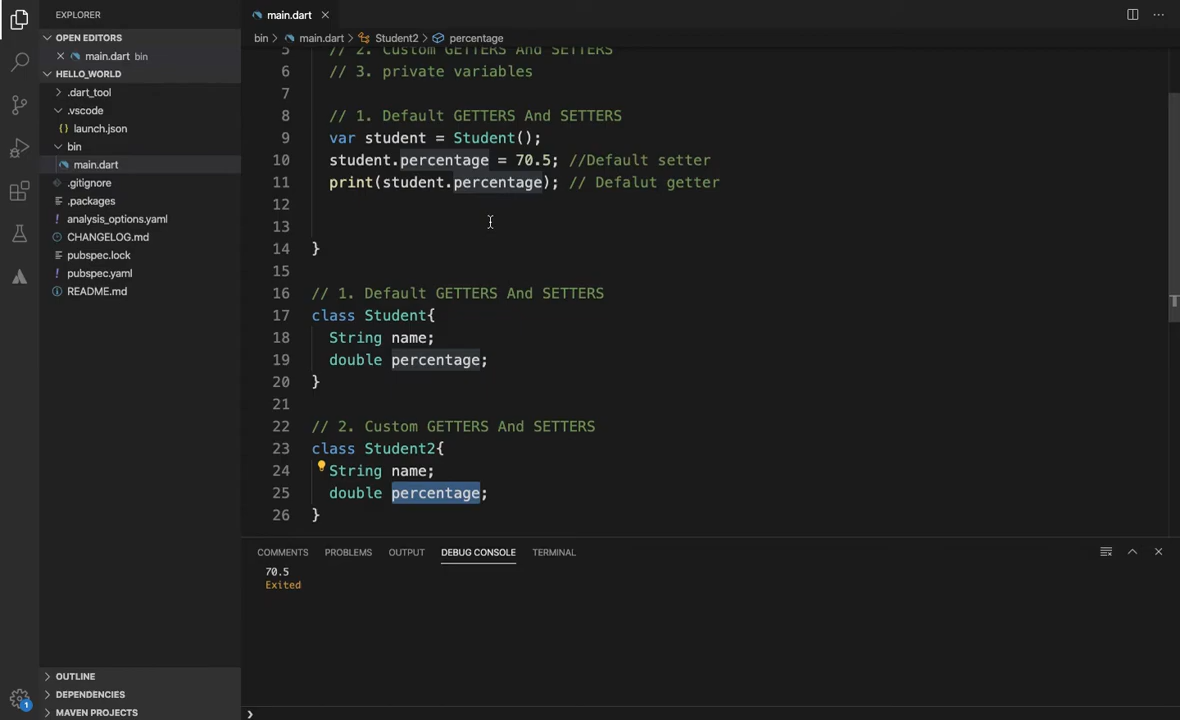 EXPLORER
OPEN EDITORS
main.dart bin
HELLO_WORLD
.dart_tool
.vscode
launch.json
bin
main.dart
.gitignore
.packages
analysis_options.yaml
CHANGELOG.md
pubspec.lock
pubspec.yaml
README.md
OUTLINE
DEPENDENCIES
MAVEN PROJECTS
1
main.dart
bin > main.dart > Student2 > percentage
5 // 2. Custom GETTERS And SETTERS
6 // 3. private variables
7
8 // 1. Default GETTERS And SETTERS
9 var student = Student();
10 student.percentage = 70.5; //Default setter
11 print(student.percentage); // Defalut getter
12
13
14 }
15
16 // 1. Default GETTERS And SETTERS
17 class Student{
18 String name;
19 double percentage;
20 }
21
22 // 2. Custom GETTERS And SETTERS
23 class Student2{
24 String name;
25 double percentage;
26 }
COMMENTS PROBLEMS OUTPUT DEBUG CONSOLE TERMINAL
70.5
Exited